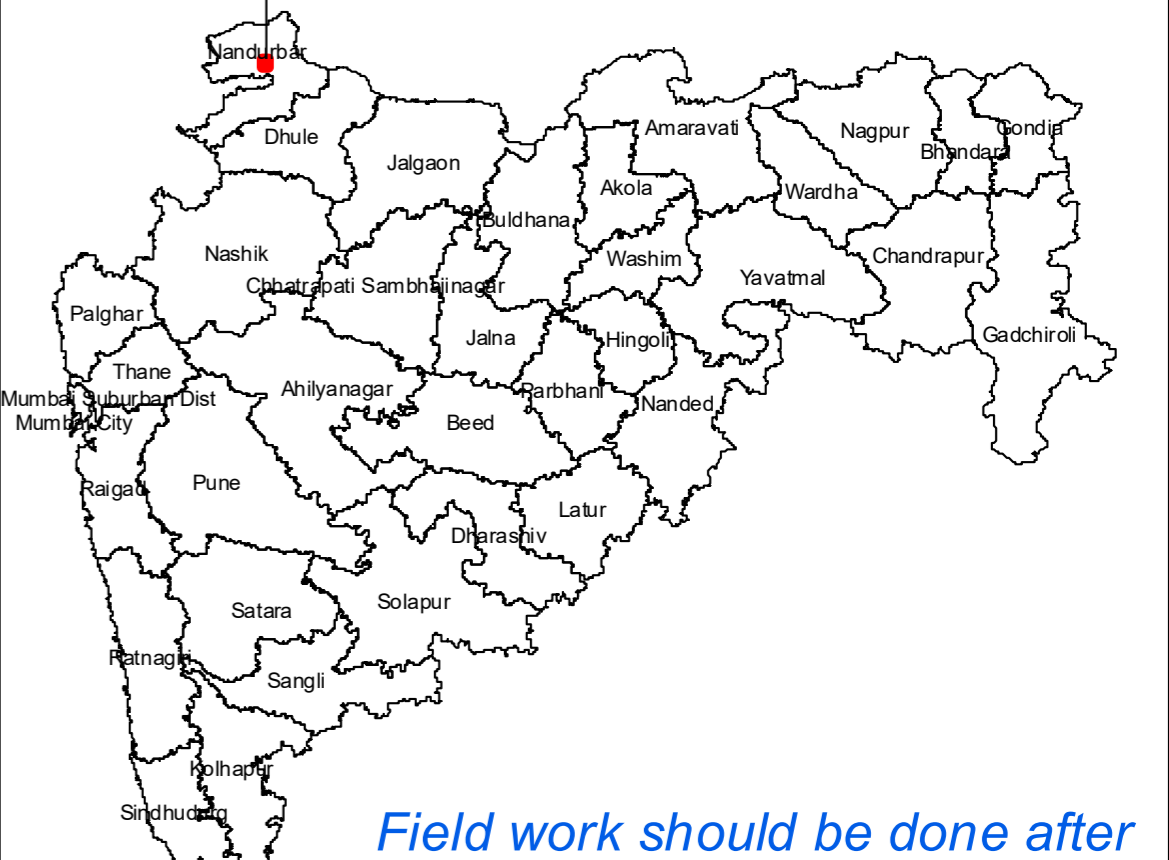 Nandurbar
Dhule
Jalgaon
Amaravati
Nagpur
Gondia
Bhandara
Akola
Wardha
Buldhana
Nashik
Washim
Chandrapur
Yavatmal
Chhatrapati Sambhajinagar
Palghar
Jalna
Hingoli
Gadchiroli
Thane
Ahilyanagar
Parbhani
Mumbai Suburban Dist
Nanded
Mumbai City
Beed
Raigad
Pune
Latur
Dharashiv
Satara
Solapur
Ratnagiri
Sangli
Kolhapur
Sindhudurg
Field work should be done after